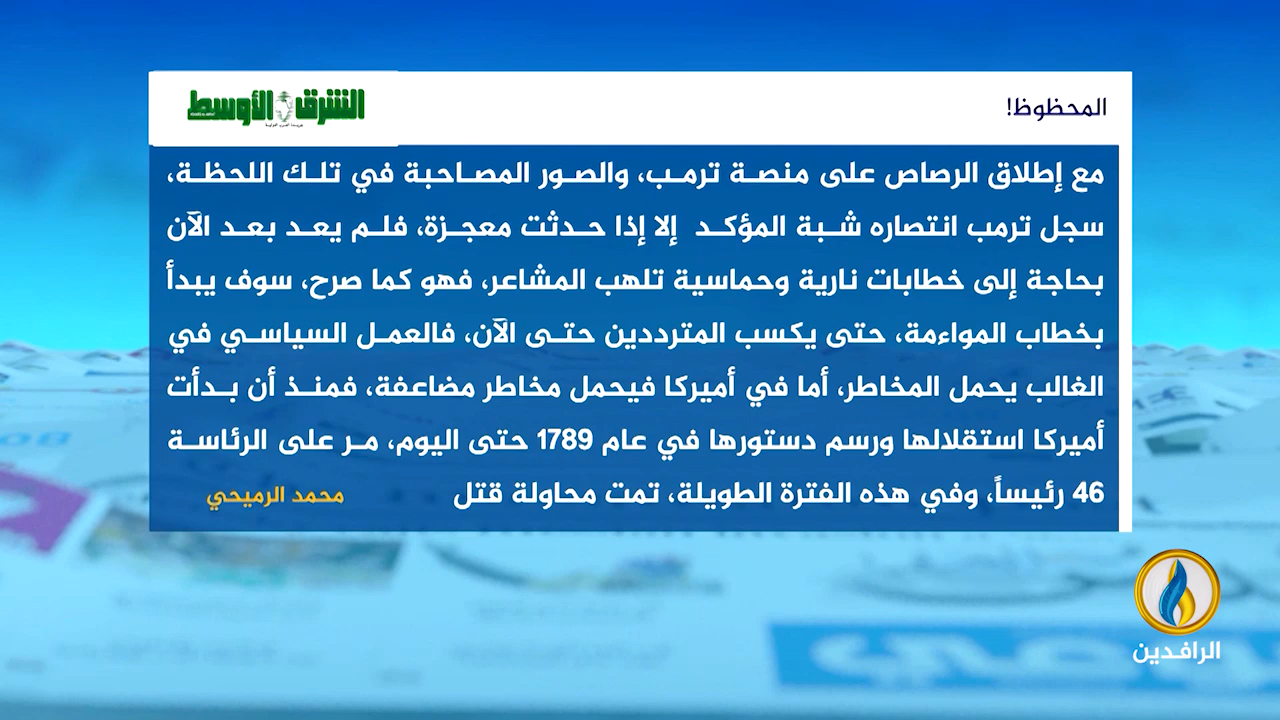 المحظوظ!
الشرق الأوسط
مع إطلاق الرصاص على منصة ترمب، والصور المصاحبة في تلك اللحظة،
سجل ترمب انتصاره شبة المؤكد إلا إذا حدثت معجزة، فلم يعد بعد الآن
بحاجة إلى خطابات نارية وحماسية تلهب المشاعر، فهو كما صرح، سوف يبدأ
بخطاب المواءمة، حتى يكسب المترددين حتى الآن، فالعمل السياسي في
الغالب يحمل المخاطر، أما في أميركا فيحمل مخاطر مضاعفة، فمنذ أن بدأت
أميركا استقلالها ورسم دستورها في عام 1789 حتى اليوم، مر على الرئاسة
46 رئيساً، وفي هذه الفترة الطويلة، تمت محاولة قتل
محمد الرميحي
الرافدين